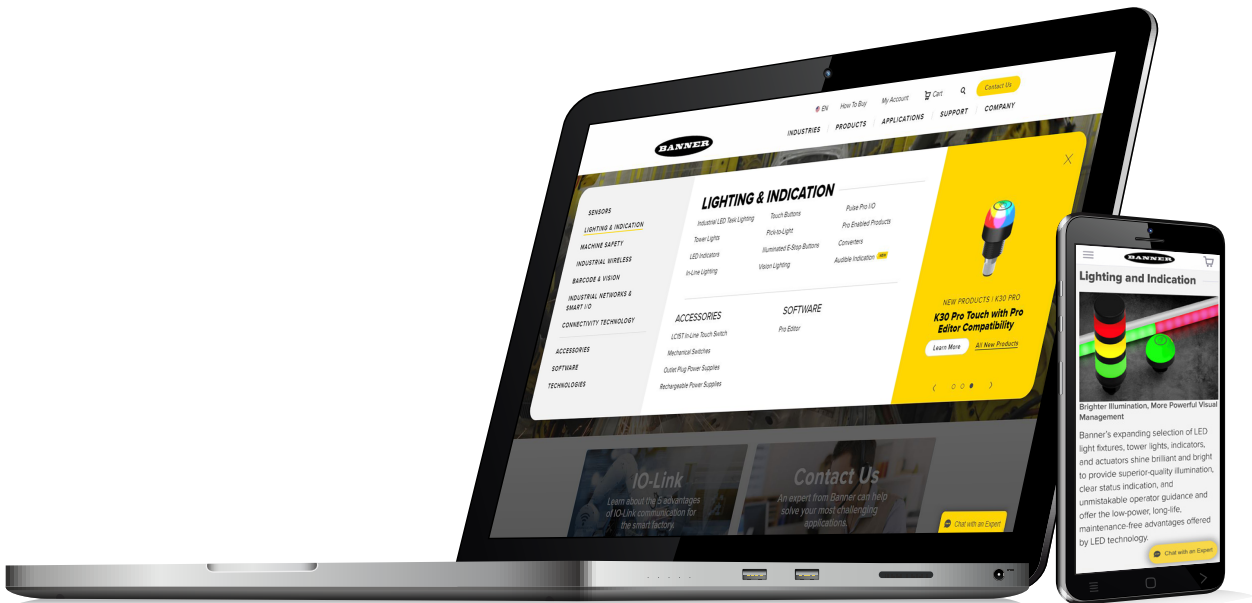 EN How To Buy My Account Cart Contact Us
BANNER
INDUSTRIES PRODUCTS APPLICATIONS SUPPORT COMPANY
SENSORS
LIGHTING & INDICATION
MACHINE SAFETY
INDUSTRIAL WIRELESS
BARCODE & VISION
INDUSTRIAL NETWORKS &
SMART I/O
CONNECTIVITY TECHNOLOGY
ACCESSORIES
SOFTWARE
TECHNOLOGIES
LIGHTING & INDICATION
Industrial LED Task Lighting
Tower Lights
LED Indicators
In-Line Lighting
Touch Buttons
Pick-to-Light
Illuminated E-Stop Buttons
Vision Lighting
Pulse Pro I/O
Pro Enabled Products
Converters
Audible Indication NEW
ACCESSORIES
LC15T In-Line Touch Switch
Mechanical Switches
Outlet Plug Power Supplies
Rechargeable Power Supplies
SOFTWARE
Pro Editor
NEW PRODUCTS | K30 PRO
K30 Pro Touch with Pro
Editor Compatibility
Learn More All New Products
IO-Link
Learn about the 5 advantages
of IO-Link communication for
the smart factory.
Contact Us
An expert from Banner can help
solve your most challenging
applications.
Chat with an Expert
BANNER
Lighting and Indication
Brighter Illumination, More Powerful Visual
Management
Banner's expanding selection of LED
light fixtures, tower lights, indicators,
and actuators shine brilliant and bright
to provide superior-quality illumination,
clear status indication, and
unmistakable operator guidance and
offer the low-power, long-life,
maintenance-free advantages offered
by LED technology.
Chat with an Expert